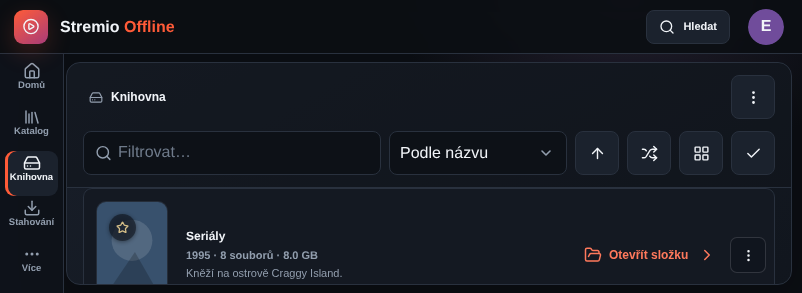 Stremio Offline
Hledat
E
Domů
Katalog
Knihovna
Stahování
Více
Knihovna
Filtrovat…
Podle názvu
Seriály
1995 · 8 souborů · 8.0 GB
Kněží na ostrově Craggy Island.
Otevřít složku